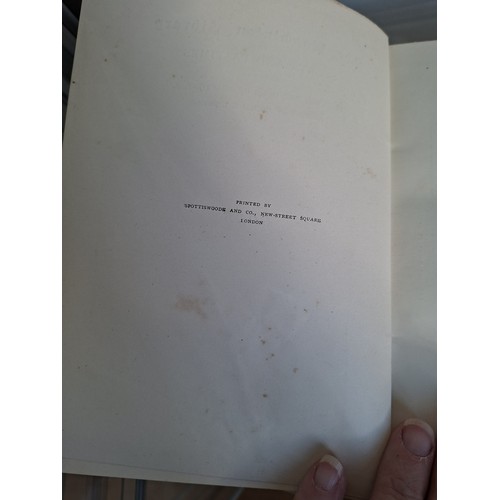 PRINTED BY
SPOTTISWOODE AND CO., NEW-STREET SQUARE
LONDON